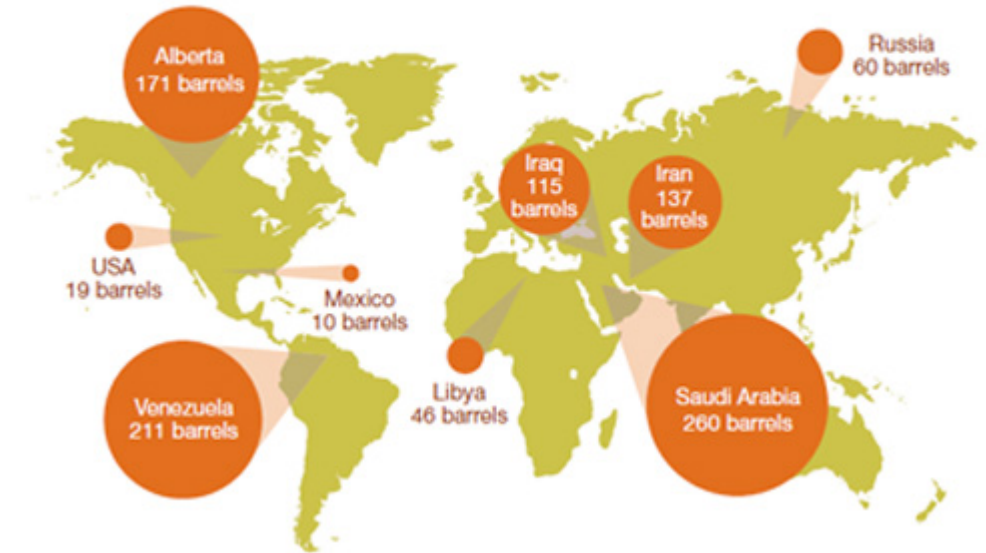 Alberta
171 barrels
Russia
60 barrels
Iraq
115
barrels
Iran
137
barrels
USA
19 barrels
Mexico
10 barrels
Libya
46 barrels
Venezuela
211 barrels
Saudi Arabia
260 barrels